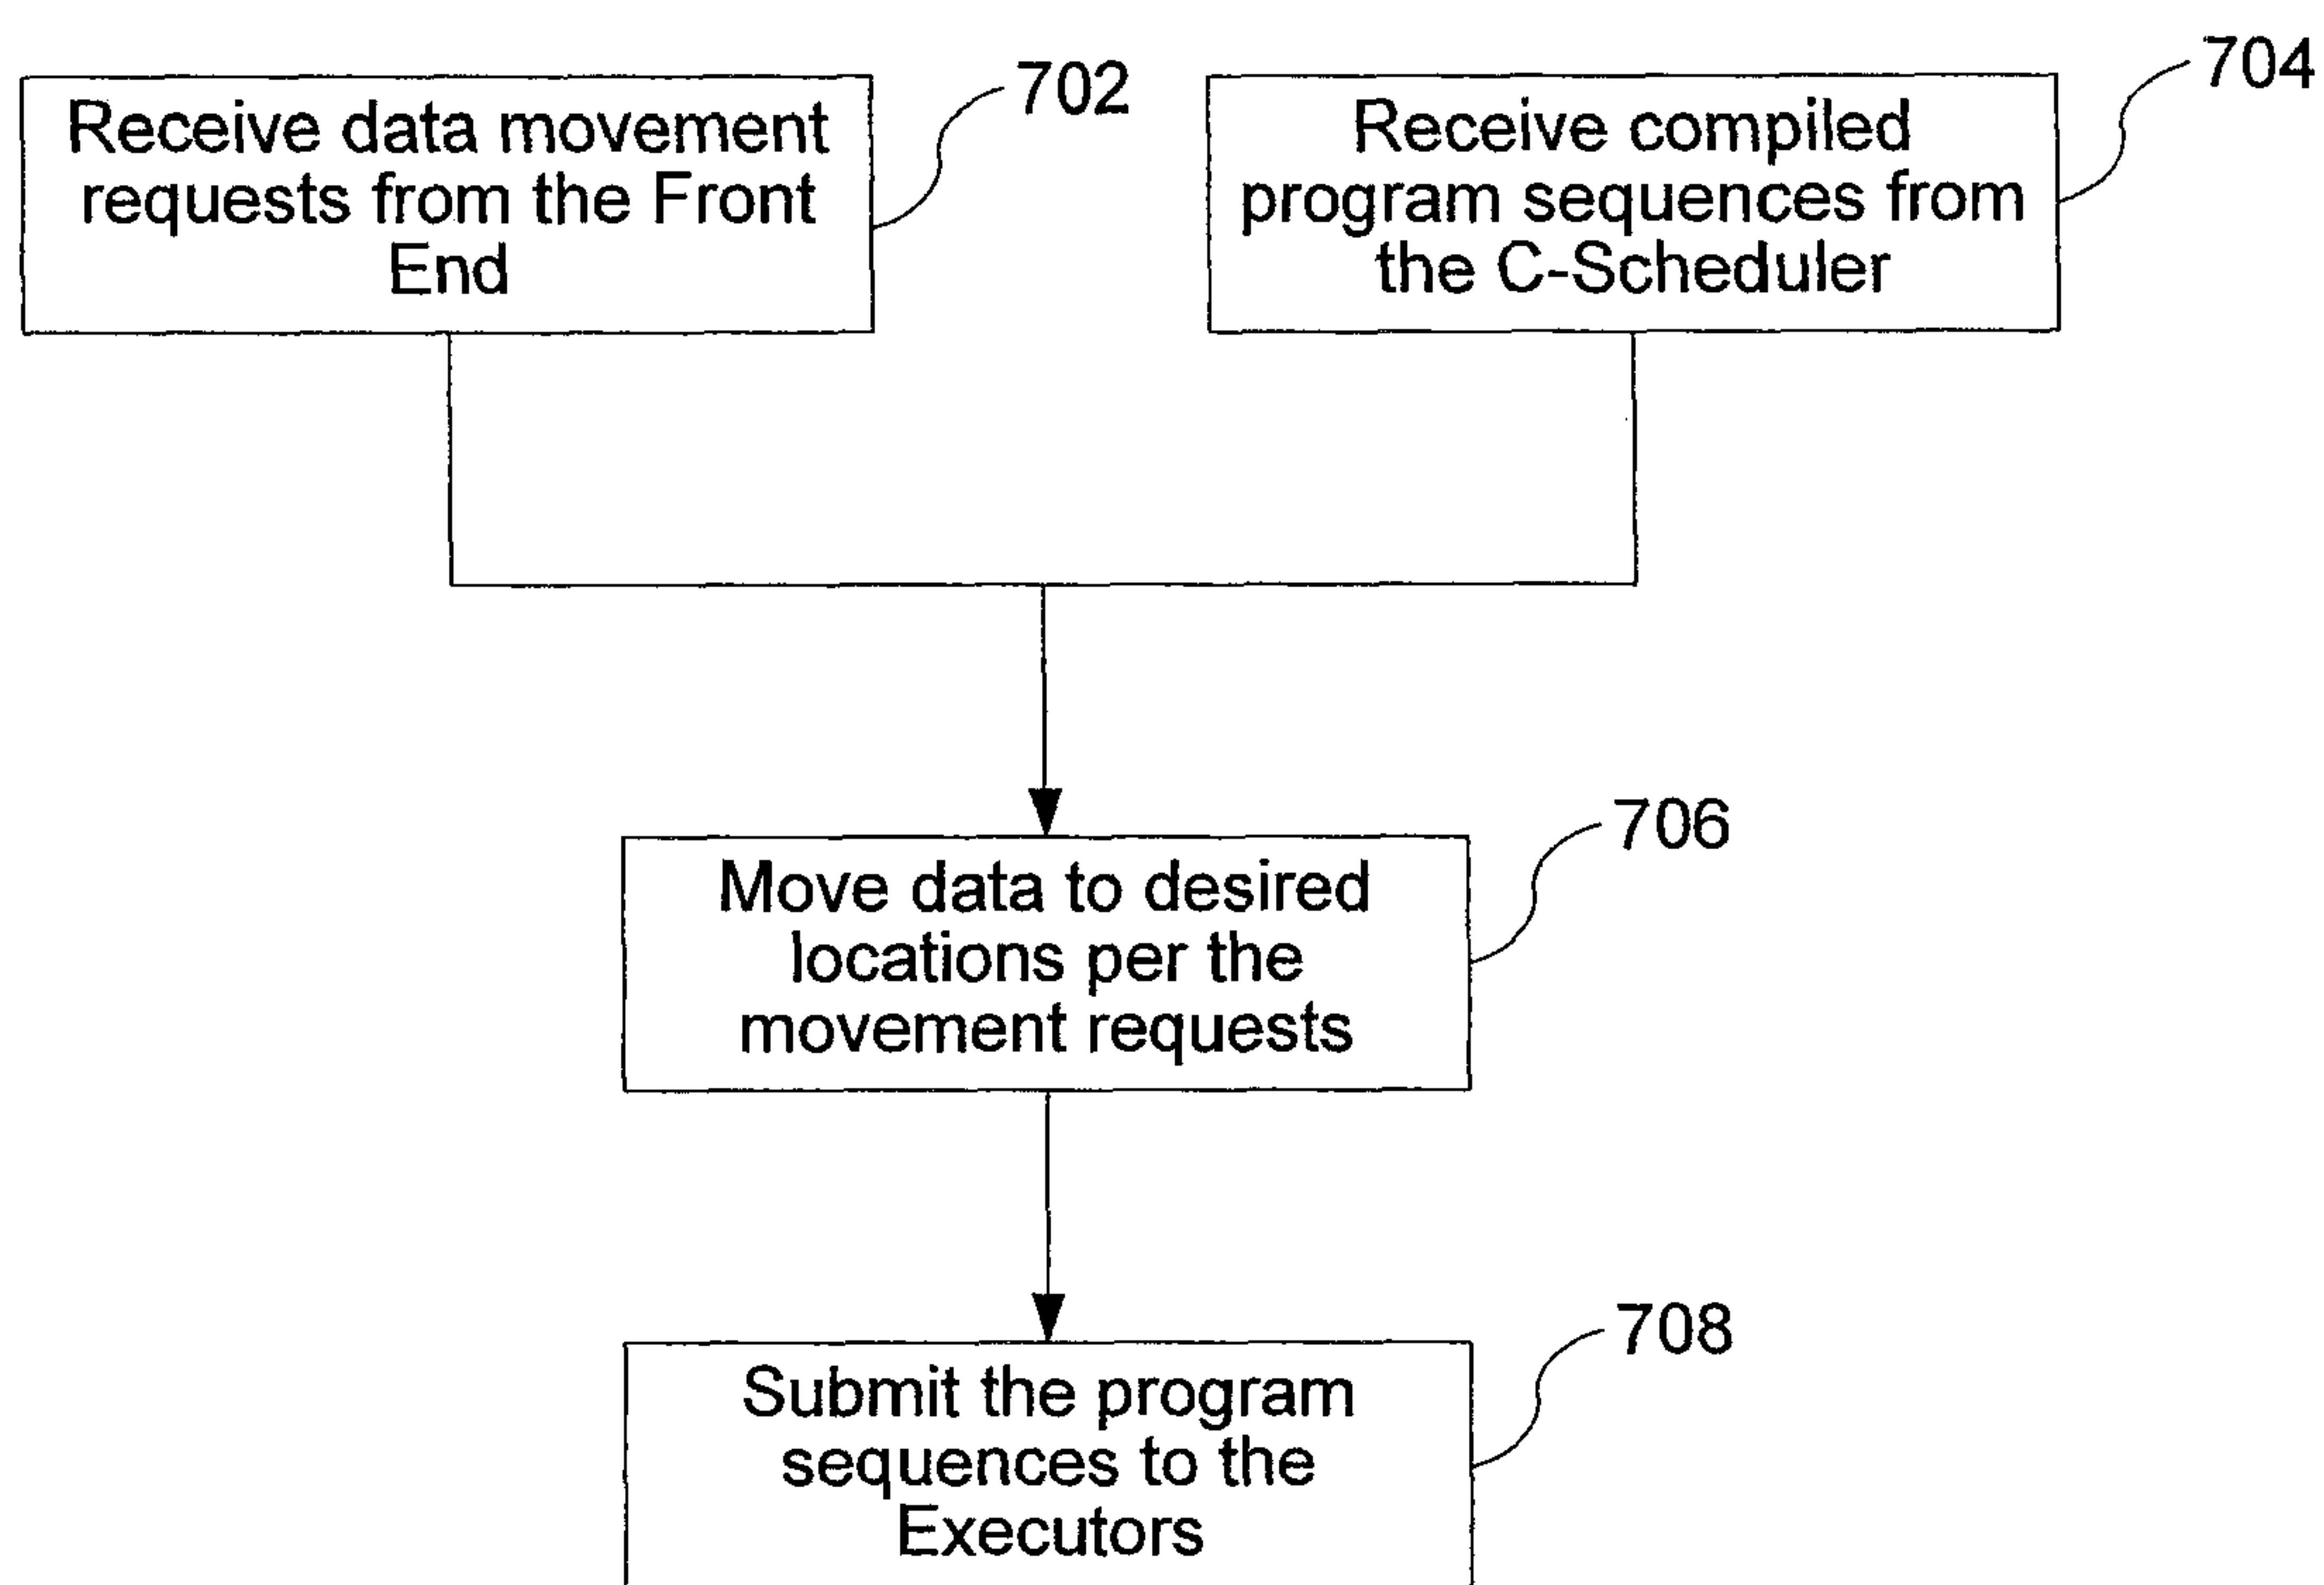 Receive data movement
requests from the Front
End
702
Receive compiled
program sequences from
the C-Scheduler
704
Move data to desired
locations per the
movement requests
706
Submit the program
sequences to the
Executors
708